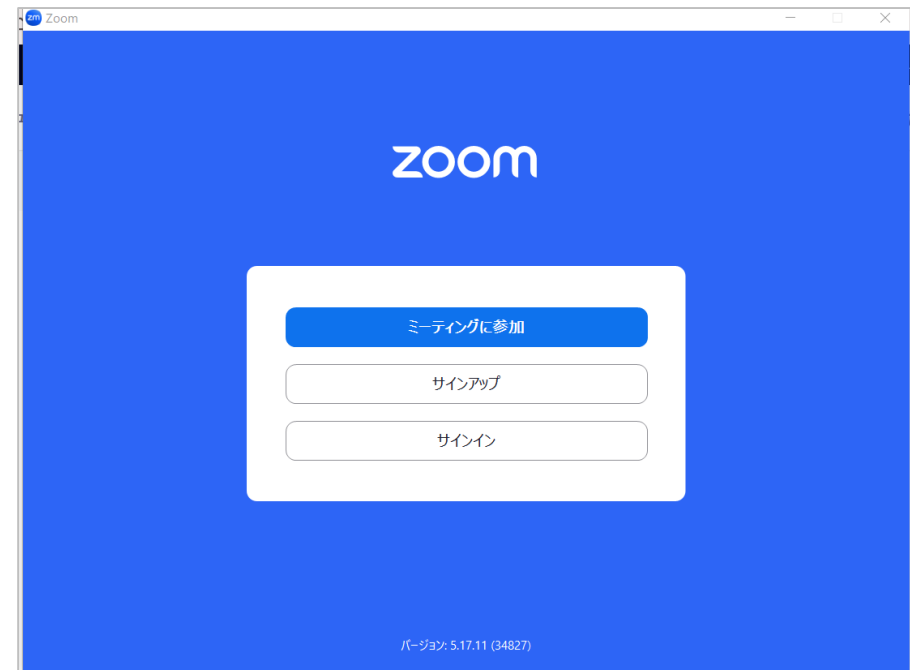 zm Zoom
zoom
ミーティングに参加
サインアップ
サインイン
バージョン: 5.17.11 (34827)